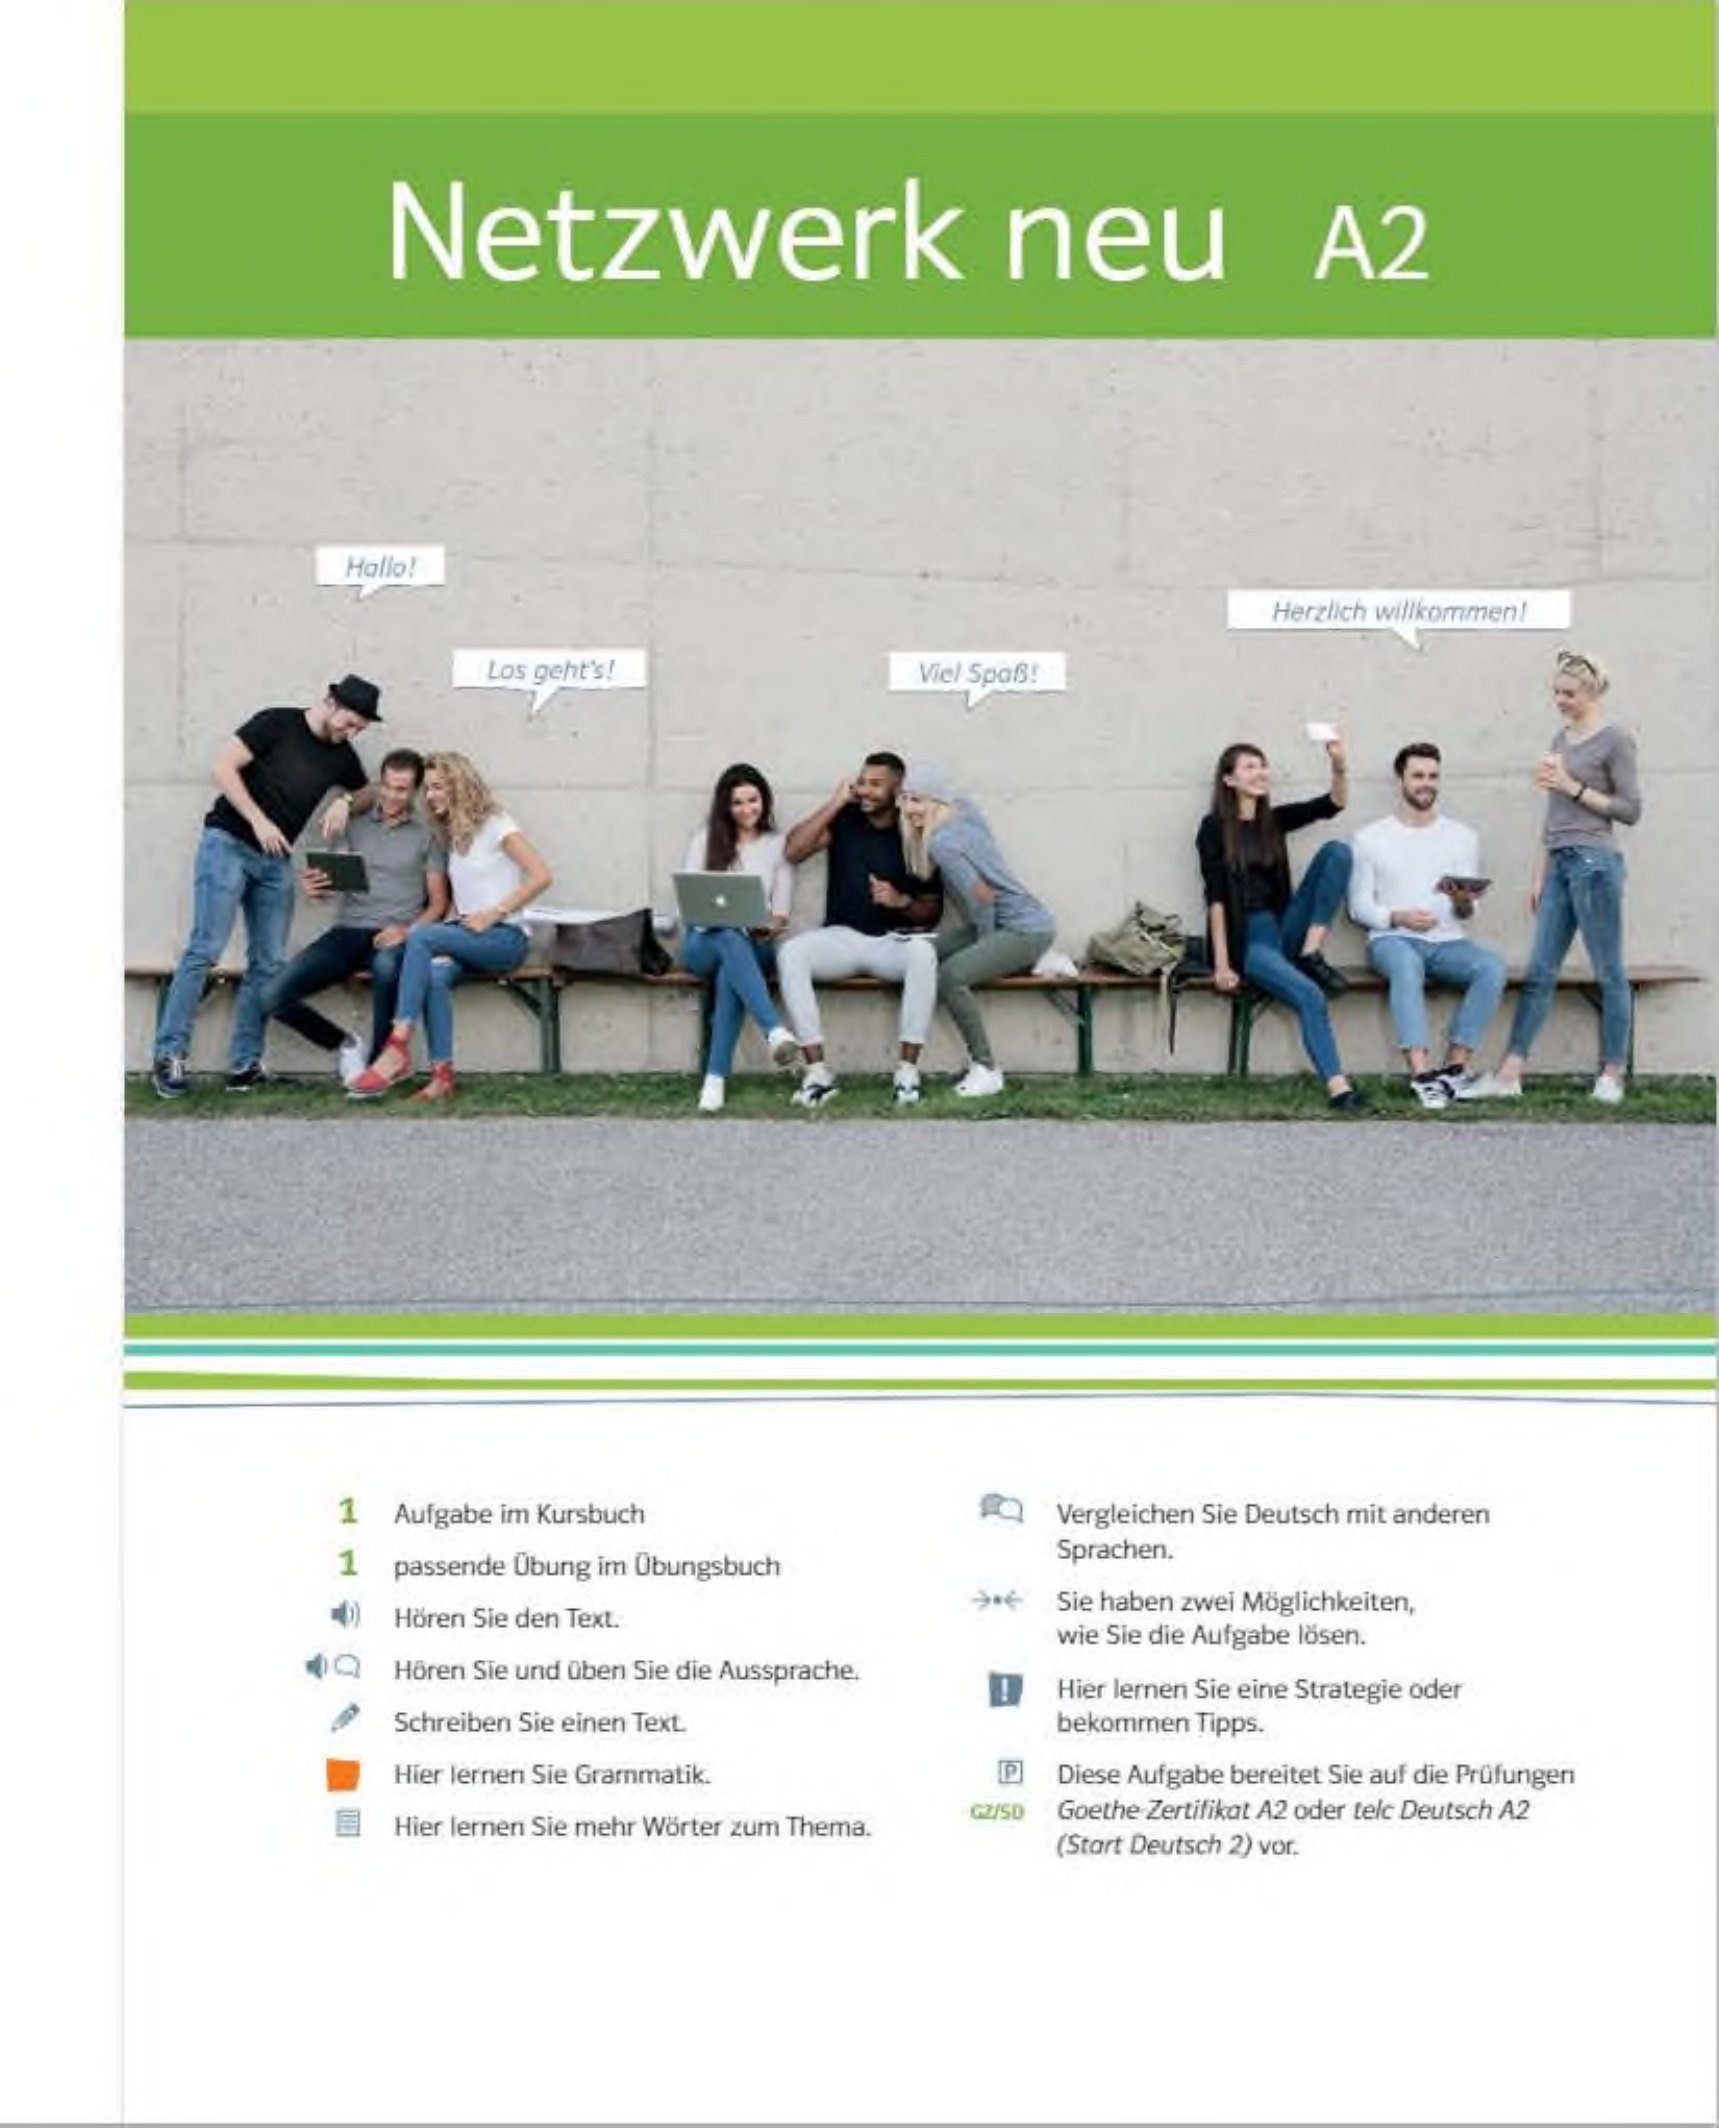 Netzwerk neu A2
Hallo!
Los geht's!
Viel Spaß!
Herzlich willkommen!
1 Aufgabe im Kursbuch
1 passende Übung im Übungsbuch
Hören Sie den Text.
Hören Sie und üben Sie die Aussprache.
Schreiben Sie einen Text.
Hier lernen Sie Grammatik.
Hier lernen Sie mehr Wörter zum Thema.
Vergleichen Sie Deutsch mit anderen
Sprachen.
Sie haben zwei Möglichkeiten,
wie Sie die Aufgabe lösen.
! Hier lernen Sie eine Strategie oder
bekommen Tipps.
P Diese Aufgabe bereitet Sie auf die Prüfungen
GZ/SD Goethe-Zertifikat A2 oder telc Deutsch A2
(Start Deutsch 2) vor.